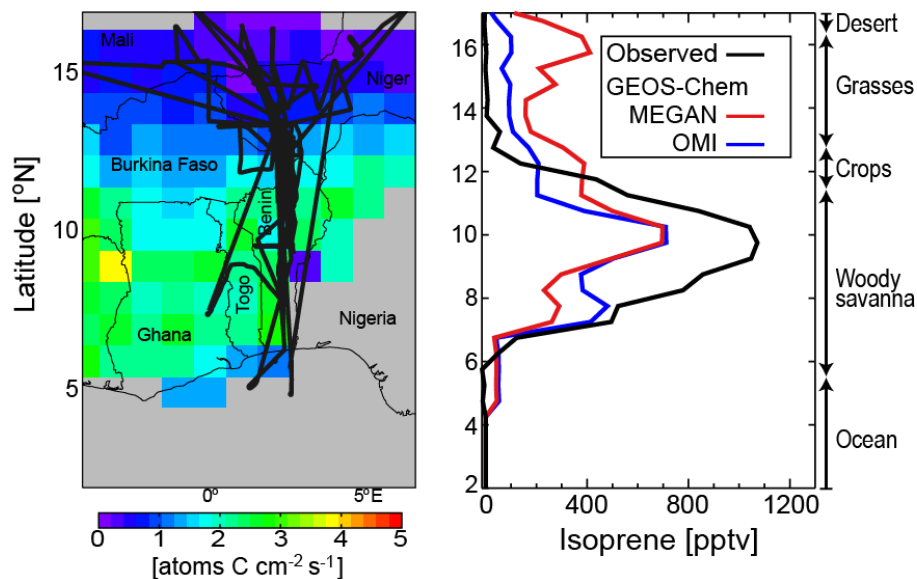 Latitude [°N]
15
10
5
Mali
Niger
Burkina Faso
Benin
Togo
Ghana
Nigeria
0°
5°E
0 1 2 3 4 5
[atoms C cm-2 s-1]
16
14
12
10
8
6
4
2
0 400 800 1200
Isoprene [pptv]
Observed
GEOS-Chem
MEGAN
OMI
Desert
Grasses
Crops
Woody
savanna
Ocean